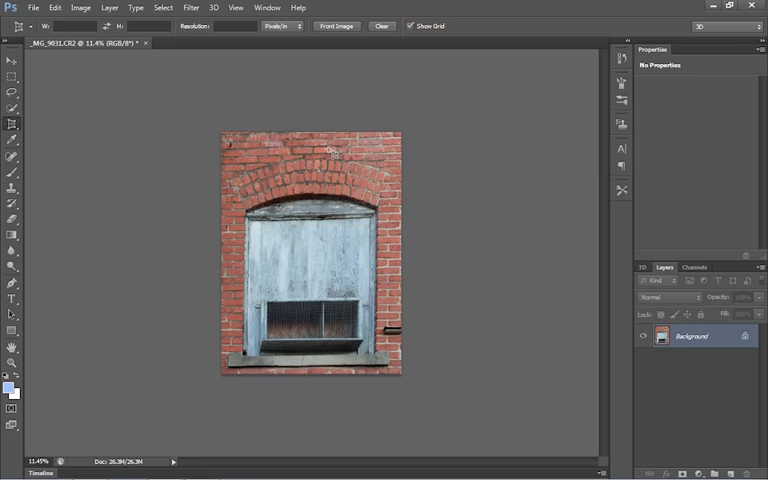 Ps File Edit Image Layer Type Select Filter 3D View Window Help
W: H: Resolution: Pixels/in Front Image Clear Show Grid 3D
_MG_9031.CR2 @ 11.4% (RGB/8*) *
Properties
No Properties
3D Layers Channels
Kind
Normal Opacity: 100%
Lock: Fill: 100%
Background
11.45% Doc: 26.3M/26.3M
Timeline